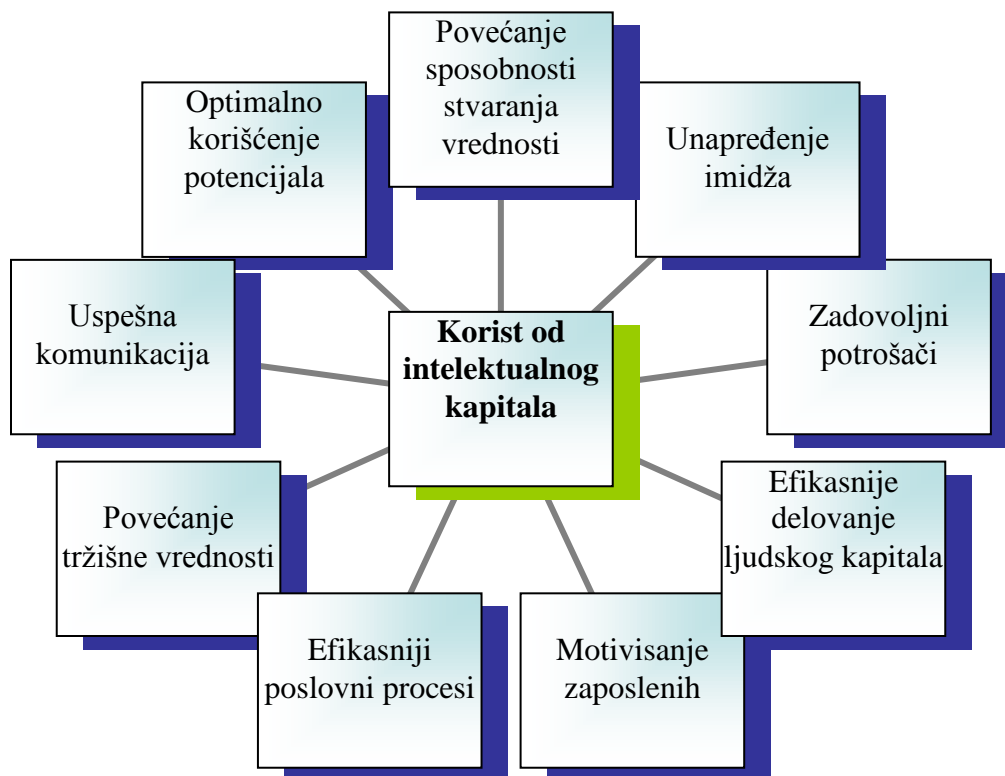 Povećanje
sposobnosti
stvaranja
vrednosti
Optimalno
korišćenje
potencijala
Unapređenje
imidža
Uspešna
komunikacija
Korist od
intelektualnog
kapitala
Zadovoljni
potrošači
Povećanje
tržišne vrednosti
Efikasnije
delovanje
ljudskog kapitala
Efikasniji
poslovni procesi
Motivisanje
zaposlenih